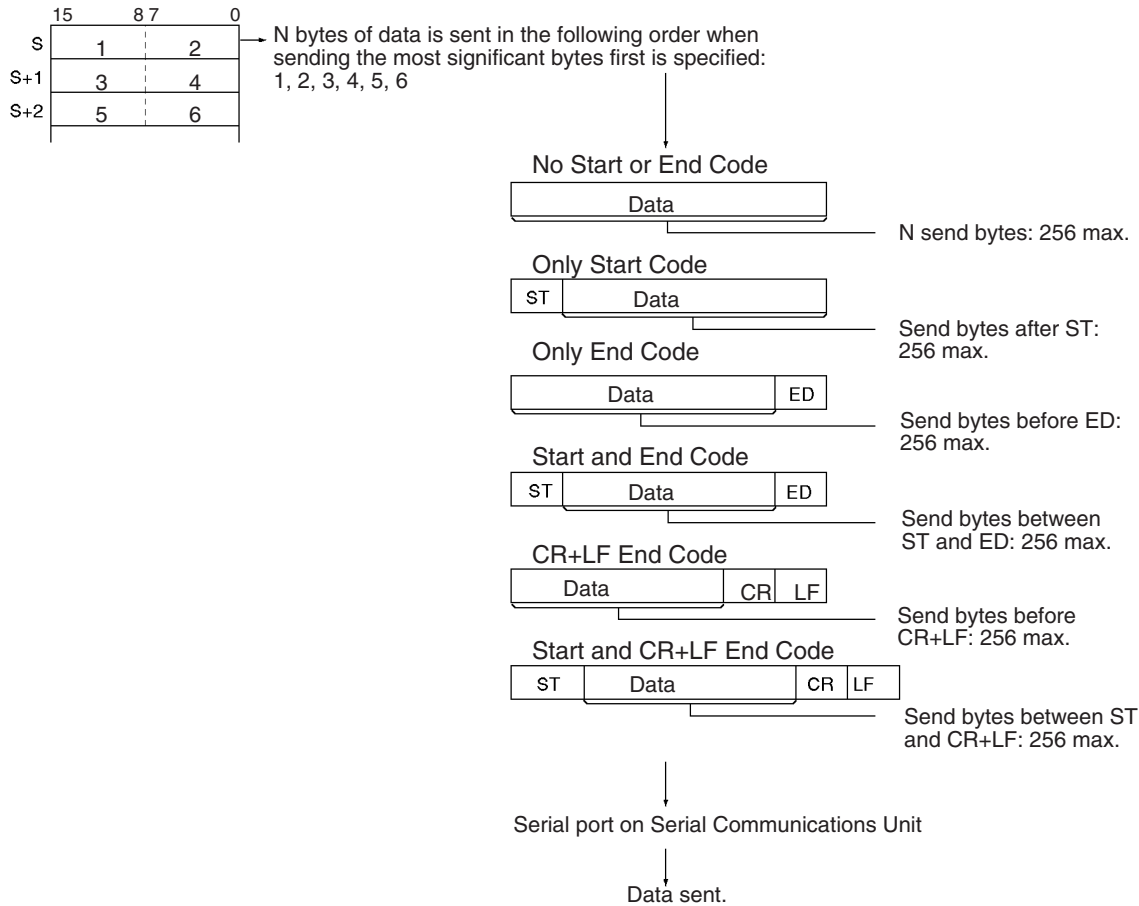 15 8 7 0
S 1 2
S+1 3 4
S+2 5 6
N bytes of data is sent in the following order when
sending the most significant bytes first is specified:
1, 2, 3, 4, 5, 6
No Start or End Code
Data
N send bytes: 256 max.
Only Start Code
ST Data
Send bytes after ST:
256 max.
Only End Code
Data ED
Send bytes before ED:
256 max.
Start and End Code
ST Data ED
Send bytes between
ST and ED: 256 max.
CR+LF End Code
Data CR LF
Send bytes before
CR+LF: 256 max.
Start and CR+LF End Code
ST Data CR LF
Send bytes between ST
and CR+LF: 256 max.
Serial port on Serial Communications Unit
Data sent.